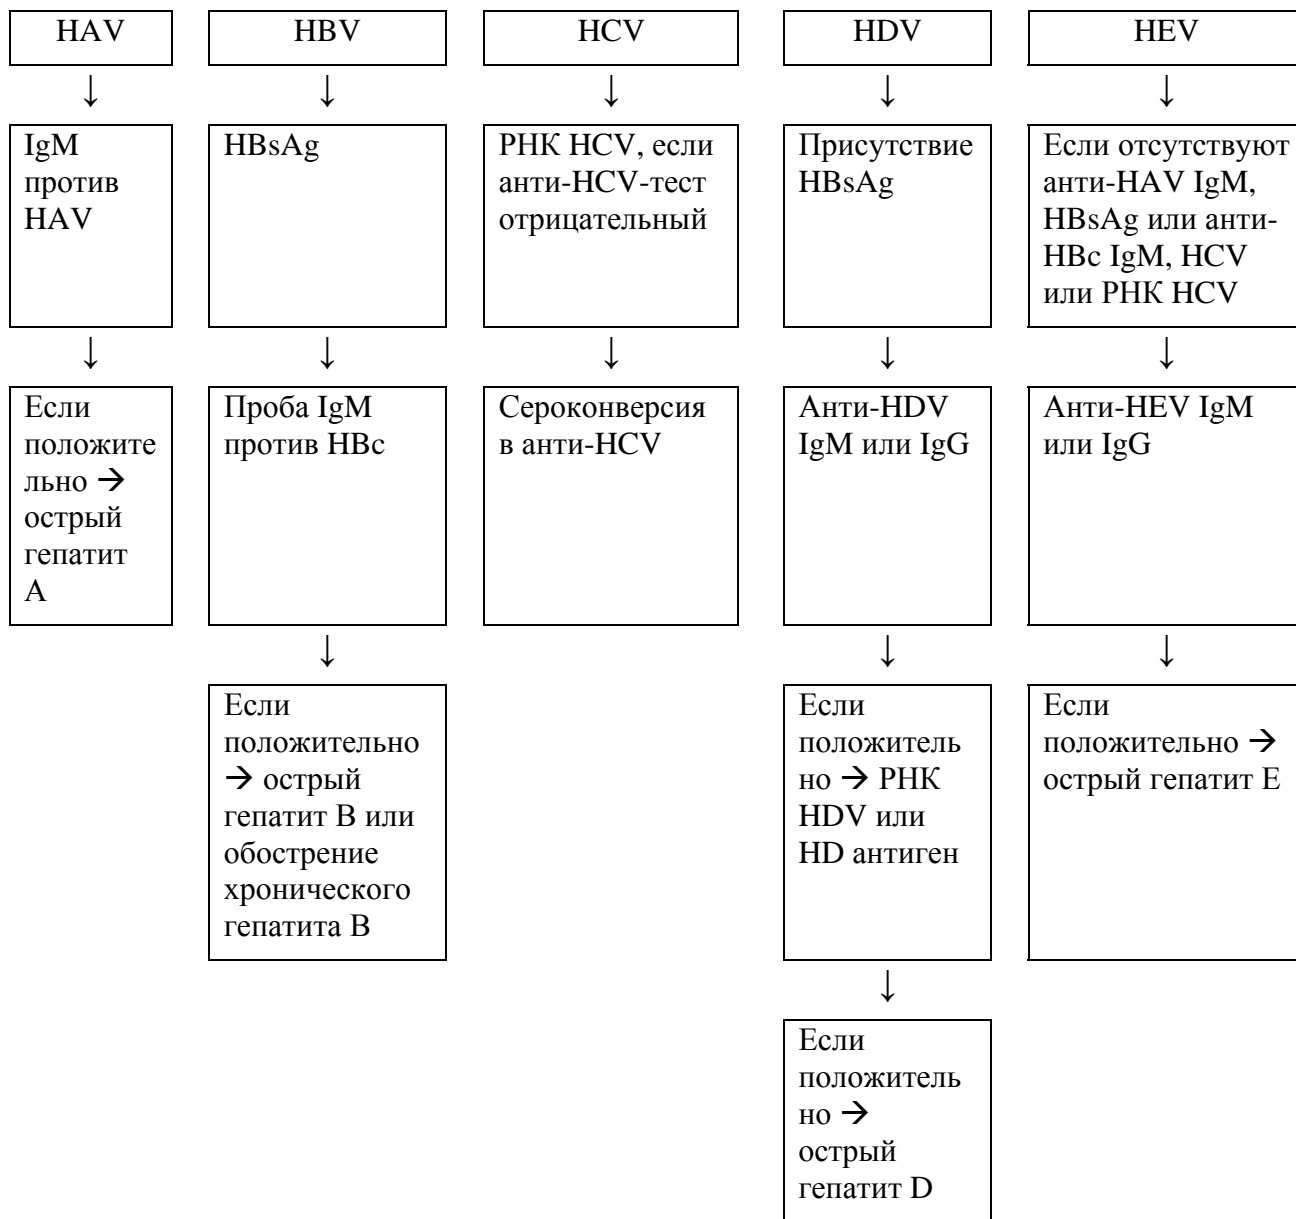 HAV
HBV
HCV
HDV
HEV
↓
↓
↓
↓
↓
IgM
против
HAV
HBsAg
РНК HCV, если
анти-HCV-тест
отрицательный
Присутствие
HBsAg
Если отсутствуют
анти-HAV IgM,
HBsAg или анти-
HBc IgM, HCV
или РНК HCV
↓
↓
↓
↓
↓
Если
положите
льно →
острый
гепатит
А
Проба IgM
против HBc
Сероконверсия
в анти-HCV
Анти-HDV
IgM или IgG
Анти-HEV IgM
или IgG
↓
↓
↓
Если
положительно
→ острый
гепатит В или
обострение
хронического
гепатита В
Если
положитель
но → РНК
HDV или
HD антиген
Если
положительно →
острый гепатит Е
↓
Если
положитель
но →
острый
гепатит D